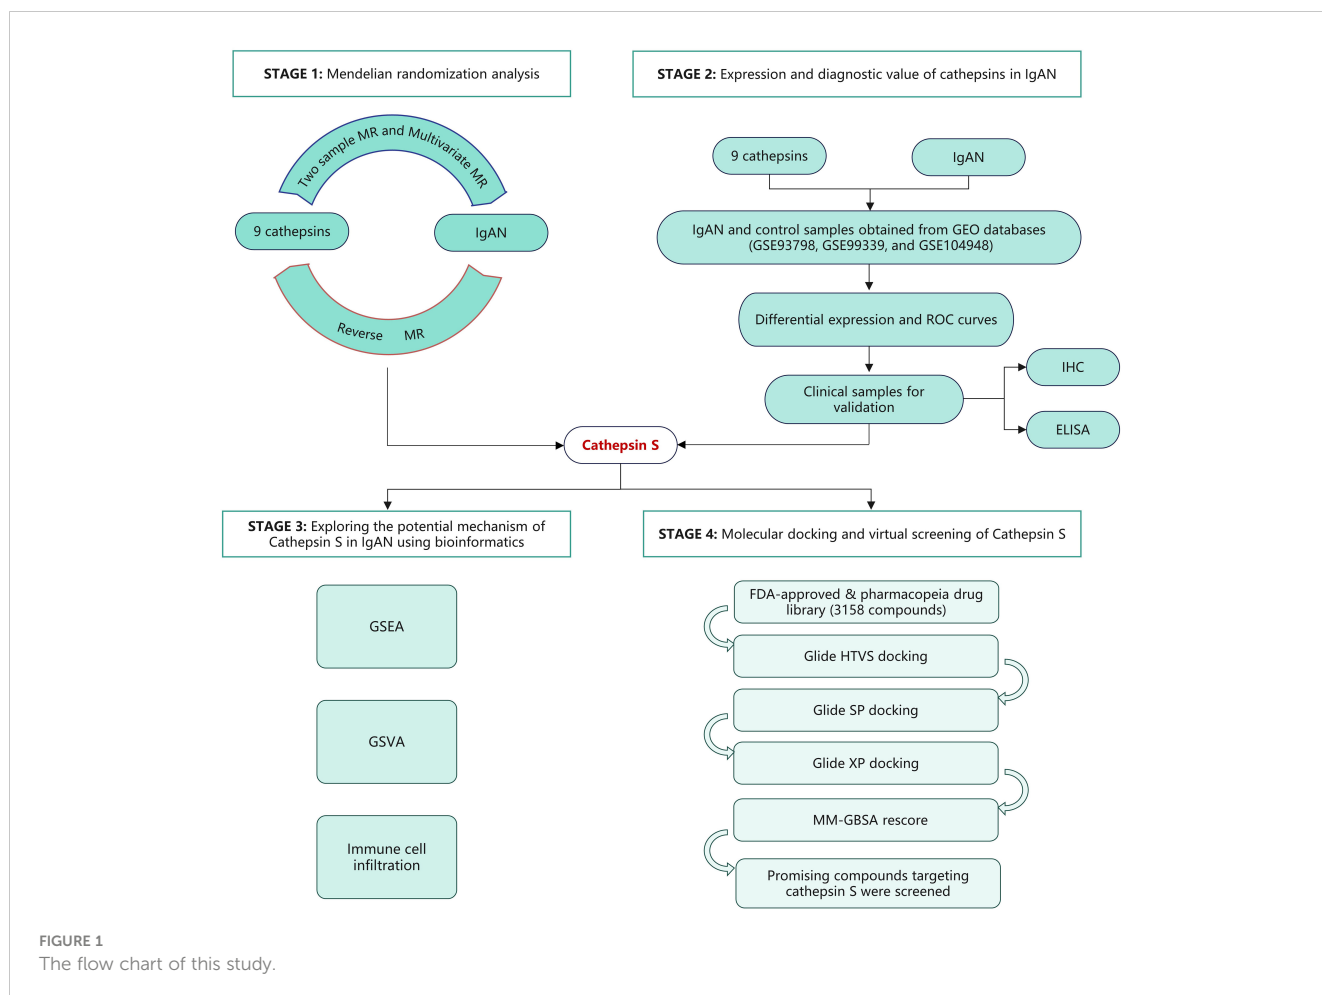 STAGE 1: Mendelian randomization analysis
Two sample MR and Multivariate MR
9 cathepsins
IgAN
Reverse MR
STAGE 2: Expression and diagnostic value of cathepsins in IgAN
9 cathepsins
IgAN
IgAN and control samples obtained from GEO databases
(GSE93798, GSE99339, and GSE104948)
Differential expression and ROC curves
Clinical samples for
validation
IHC
ELISA
Cathepsin S
STAGE 3: Exploring the potential mechanism of
Cathepsin S in IgAN using bioinformatics
GSEA
GSVA
Immune cell
infiltration
STAGE 4: Molecular docking and virtual screening of Cathepsin S
FDA-approved & pharmacopeia drug
library (3158 compounds)
Glide HTVS docking
Glide SP docking
Glide XP docking
MM-GBSA rescore
Promising compounds targeting
cathepsin S were screened
FIGURE 1
The flow chart of this study.